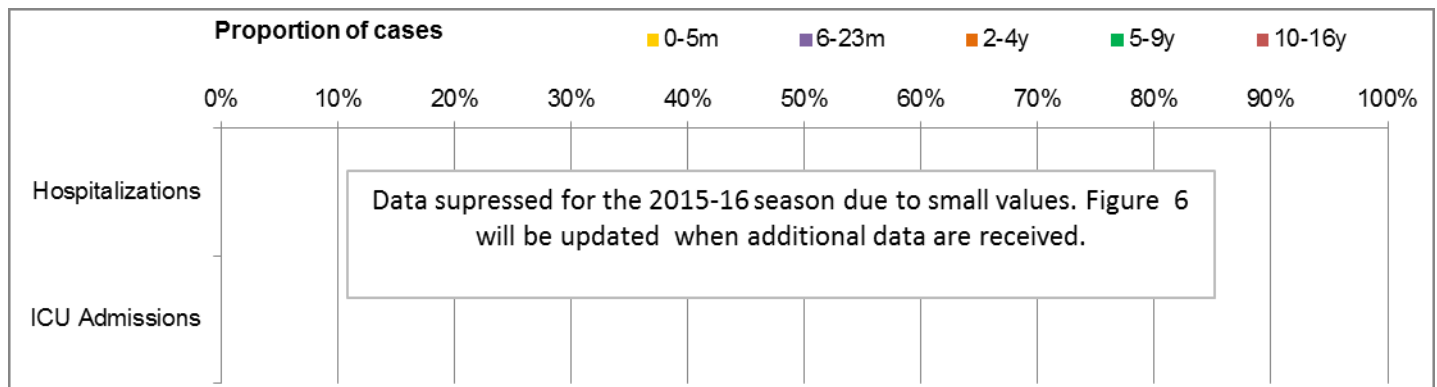 Proportion of cases
0-5m 6-23m 2-4y 5-9y 10-16y
0% 10% 20% 30% 40% 50% 60% 70% 80% 90% 100%
Hospitalizations
Data supressed for the 2015-16 season due to small values. Figure 6
will be updated when additional data are received.
ICU Admissions